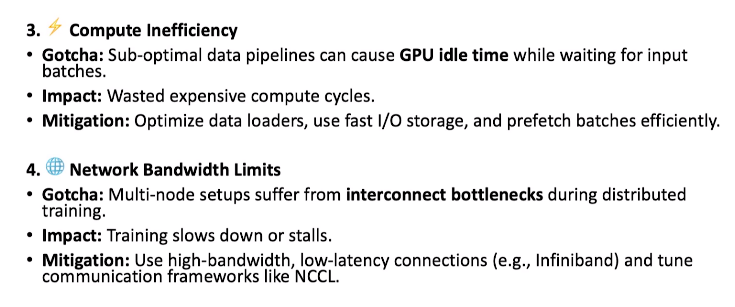 3. ⚡ Compute Inefficiency
• Gotcha: Sub-optimal data pipelines can cause GPU idle time while waiting for input
batches.
• Impact: Wasted expensive compute cycles.
• Mitigation: Optimize data loaders, use fast I/O storage, and prefetch batches efficiently.
4. 🌐 Network Bandwidth Limits
• Gotcha: Multi-node setups suffer from interconnect bottlenecks during distributed
training.
• Impact: Training slows down or stalls.
• Mitigation: Use high-bandwidth, low-latency connections (e.g., Infiniband) and tune
communication frameworks like NCCL.